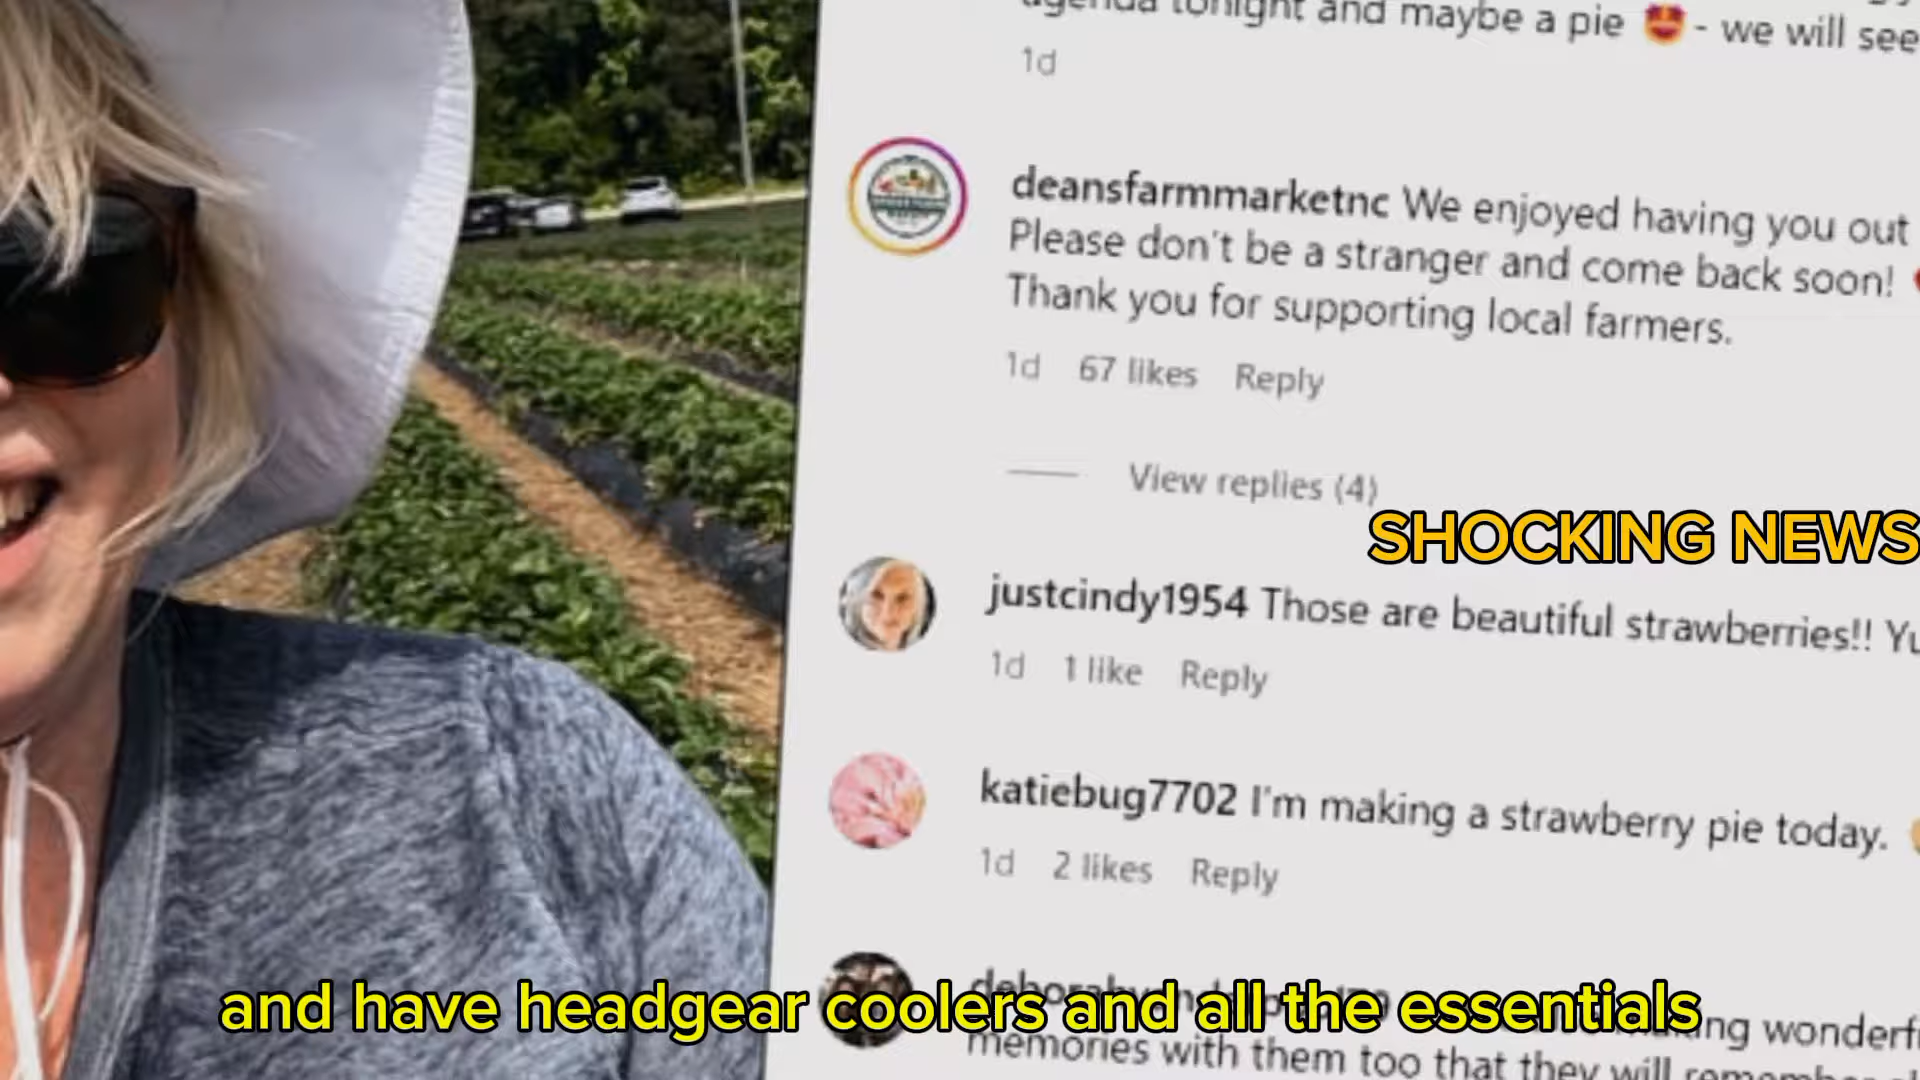 agenda tonight and maybe a pie 🤩 - we will see
1d
deansfarmmarketnc We enjoyed having you out
Please don't be a stranger and come back soon!
Thank you for supporting local farmers.
1d 67 likes Reply
View replies (4)
SHOCKING NEWS
justcindy1954 Those are beautiful strawberries!!
1d 1 like Reply
katiebug7702 I'm making a strawberry pie today.
1d 2 likes Reply
and have headgear coolers and all the essentials
memories with them too that they will